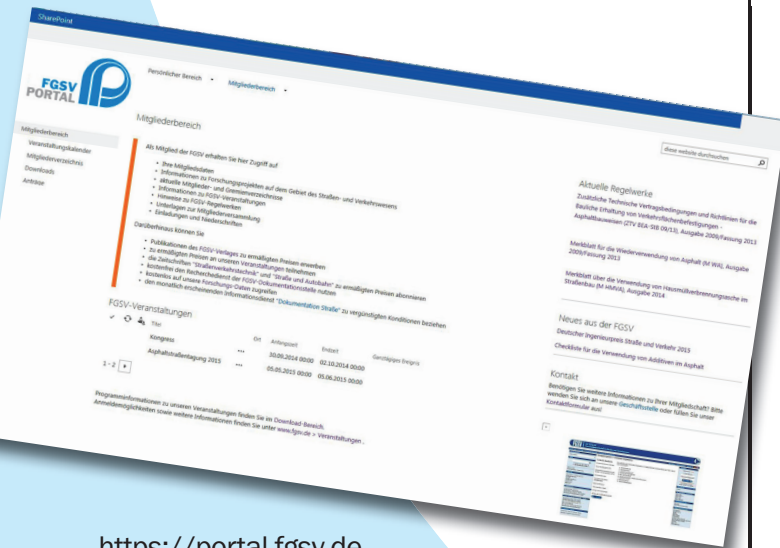 SharePoint
FGSV
PORTAL
Persönlicher Bereich
Mitgliederbereich
diese website durchsuchen
Mitgliederbereich
Veranstaltungskalender
Mitgliederverzeichnis
Downloads
Anträge
Mitgliederbereich
Als Mitglied der FGSV erhalten Sie hier Zugriff auf
• Ihre Mitgliedsdaten
• Informationen zu Forschungsprojekten auf dem Gebiet des Straßen- und Verkehrswesens
• aktuelle Mitglieder- und Gremienverzeichnisse
• Informationen zu FGSV-Veranstaltungen
• Hinweise zu FGSV-Regelwerken
• Unterlagen zur Mitgliederversammlung
• Einladungen und Niederschriften
Darüberhinaus können Sie
• Publikationen des FGSV-Verlages zu ermäßigten Preisen erwerben
• zu ermäßigten Preisen an unseren Veranstaltungen teilnehmen
• die Zeitschriften "Straßenverkehrstechnik" und "Straße und Autobahn" zu ermäßigten Preisen abonnieren
• kostenfrei den Recherchedienst der FGSV-Dokumentationsstelle nutzen
• kostenlos auf unsere Forschungs-Daten zugreifen
• den monatlich erscheinenden Informationsdienst "Dokumentation Straße" zu vergünstigten Konditionen beziehen
FGSV-Veranstaltungen
Titel Ort Anfangszeit Endzeit Ganztägiges Ereignis
Kongress ... 30.09.2014 00:00 02.10.2014 00:00
Asphaltstraßentagung 2015 ... 05.05.2015 00:00 05.06.2015 00:00
1 - 2
Programminformationen zu unseren Veranstaltungen finden Sie im Download-Bereich.
Anmeldemöglichkeiten sowie weitere Informationen finden Sie unter www.fgsv.de > Veranstaltungen .
Aktuelle Regelwerke
Zusätzliche Technische Vertragsbedingungen und Richtlinien für die
Bauliche Erhaltung von Verkehrsflächenbefestigungen -
Asphaltbauweisen (ZTV BEA-StB 09/13), Ausgabe 2009/Fassung 2013
Merkblatt für die Wiederverwendung von Asphalt (M WA), Ausgabe
2009/Fassung 2013
Merkblatt über die Verwendung von Hausmüllverbrennungsasche im
Straßenbau (M HMVA), Ausgabe 2014
Neues aus der FGSV
Deutscher Ingenieurpreis Straße und Verkehr 2015
Checkliste für die Verwendung von Additiven im Asphalt
Kontakt
Benötigen Sie weitere Informationen zu Ihrer Mitgliedschaft? Bitte
wenden Sie sich an unsere Geschäftsstelle oder füllen Sie unser
Kontaktformular aus!
https://portal.fgsv.de